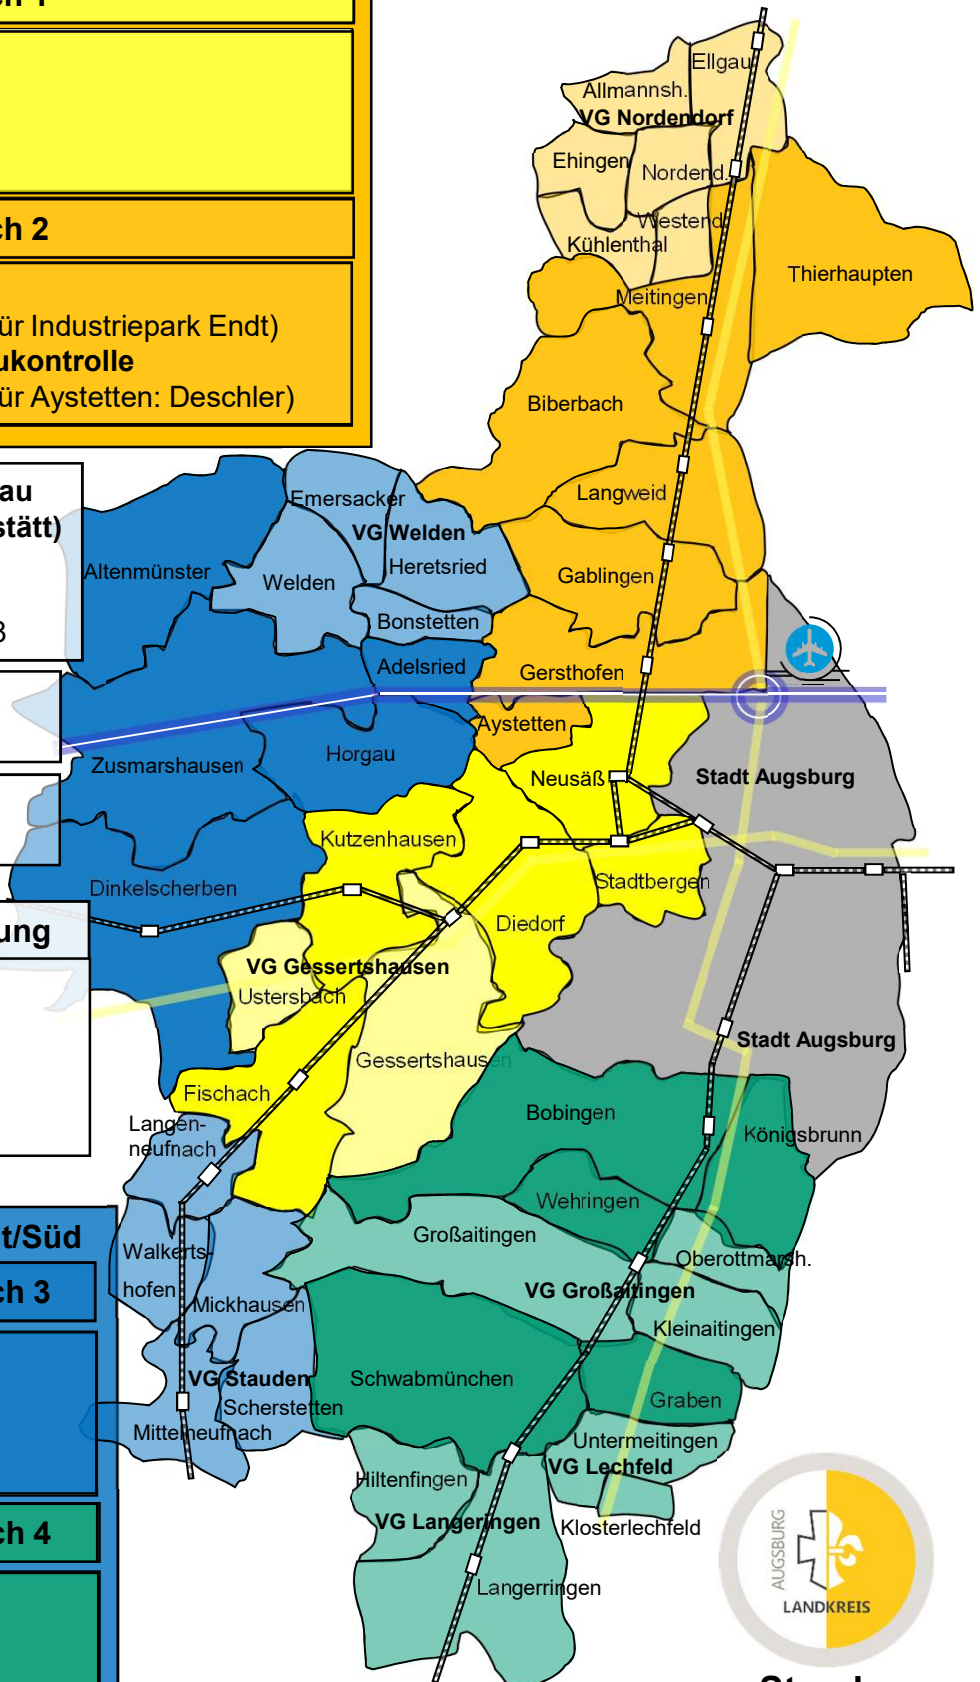 ch 2
ür Industriepark Endt)
ukontrolle
ür Aystetten: Deschler)
au
stätt)
ung
t/Süd
ch 3
ch 4
Ellgau
Allmannsh.
VG Nordendorf
Ehingen
Nordend.
Westend.
Kühlenthal
Thierhaupten
Meitingen
Biberbach
Langweid
Emersacker
VG Welden
Heretsried
Altenmünster
Welden
Gablingen
Bonstetten
Adelsried
Gersthofen
Aystetten
Horgau
Zusmarshausen
Neusäß
Stadt Augsburg
Kutzenhausen
Dinkelscherben
Stadtbergen
Diedorf
VG Gessertshausen
Ustersbach
Stadt Augsburg
Gessertshausen
Fischach
Bobingen
Langen-
neufnach
Königsbrunn
Wehringen
Großaitingen
Walkerts-
hofen
Oberottmarsh.
VG Großaitingen
Mickhausen
Kleinaitingen
VG Stauden
Schwabmünchen
Scherstetten
Graben
Mittelneufnach
Untermeitingen
VG Lechfeld
Hiltenfingen
VG Langeringen
Klosterlechfeld
Langerringen
AUGSBURG
LANDKREIS